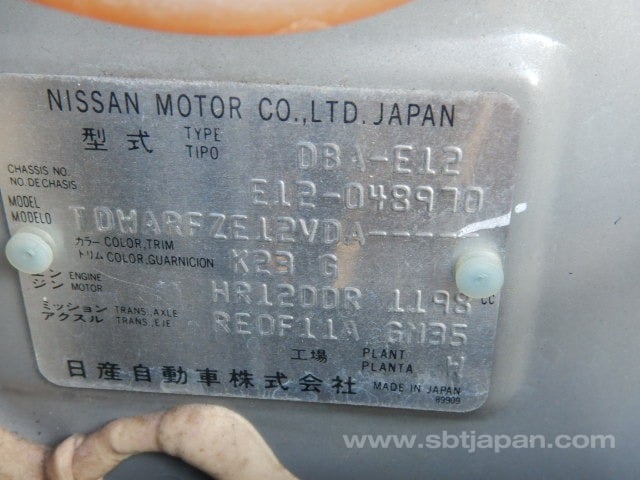 NISSAN MOTOR CO.,LTD. JAPAN
型式 TYPE TIPO DBA-E12
CHASSIS NO. NO.DECHASIS E12-048970
MODEL MODELO TDWARFZE12VDA-----
カラー COLOR,TRIM
トリム COLOR,GUARNICION K23 G
エンジン ENGINE MOTOR HR12DDR 1198 CC
ミッション TRANS. AXLE
アクスル TRANS.,EJE RE0F11A GM35
工場 PLANT PLANTA W
日産自動車株式会社 MADE IN JAPAN
89909
www.sbtjapan.com